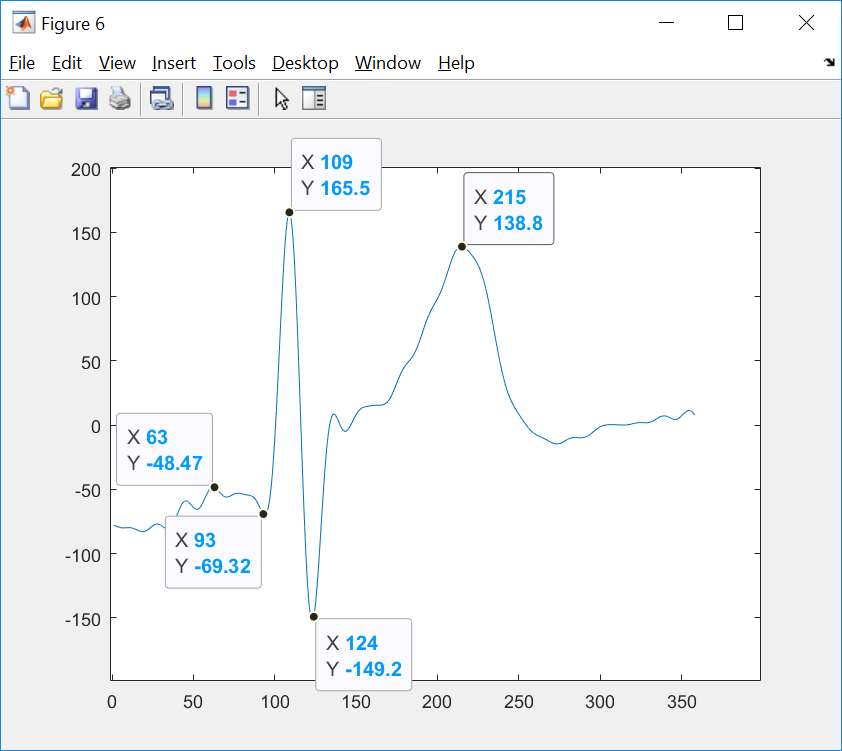 Figure 6
File Edit View Insert Tools Desktop Window Help
X 109
Y 165.5
X 215
Y 138.8
X 63
Y -48.47
X 93
Y -69.32
X 124
Y -149.2
200
150
100
50
0
-50
-100
-150
0 50 100 150 200 250 300 350